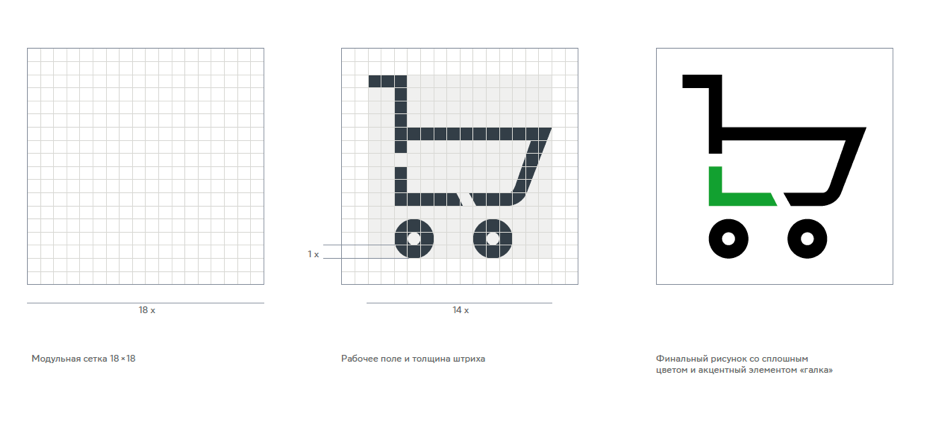 1 x
18 x
14 x
Модульная сетка 18×18
Рабочее поле и толщина штриха
Финальный рисунок со сплошным
цветом и акцентный элементом «галка»